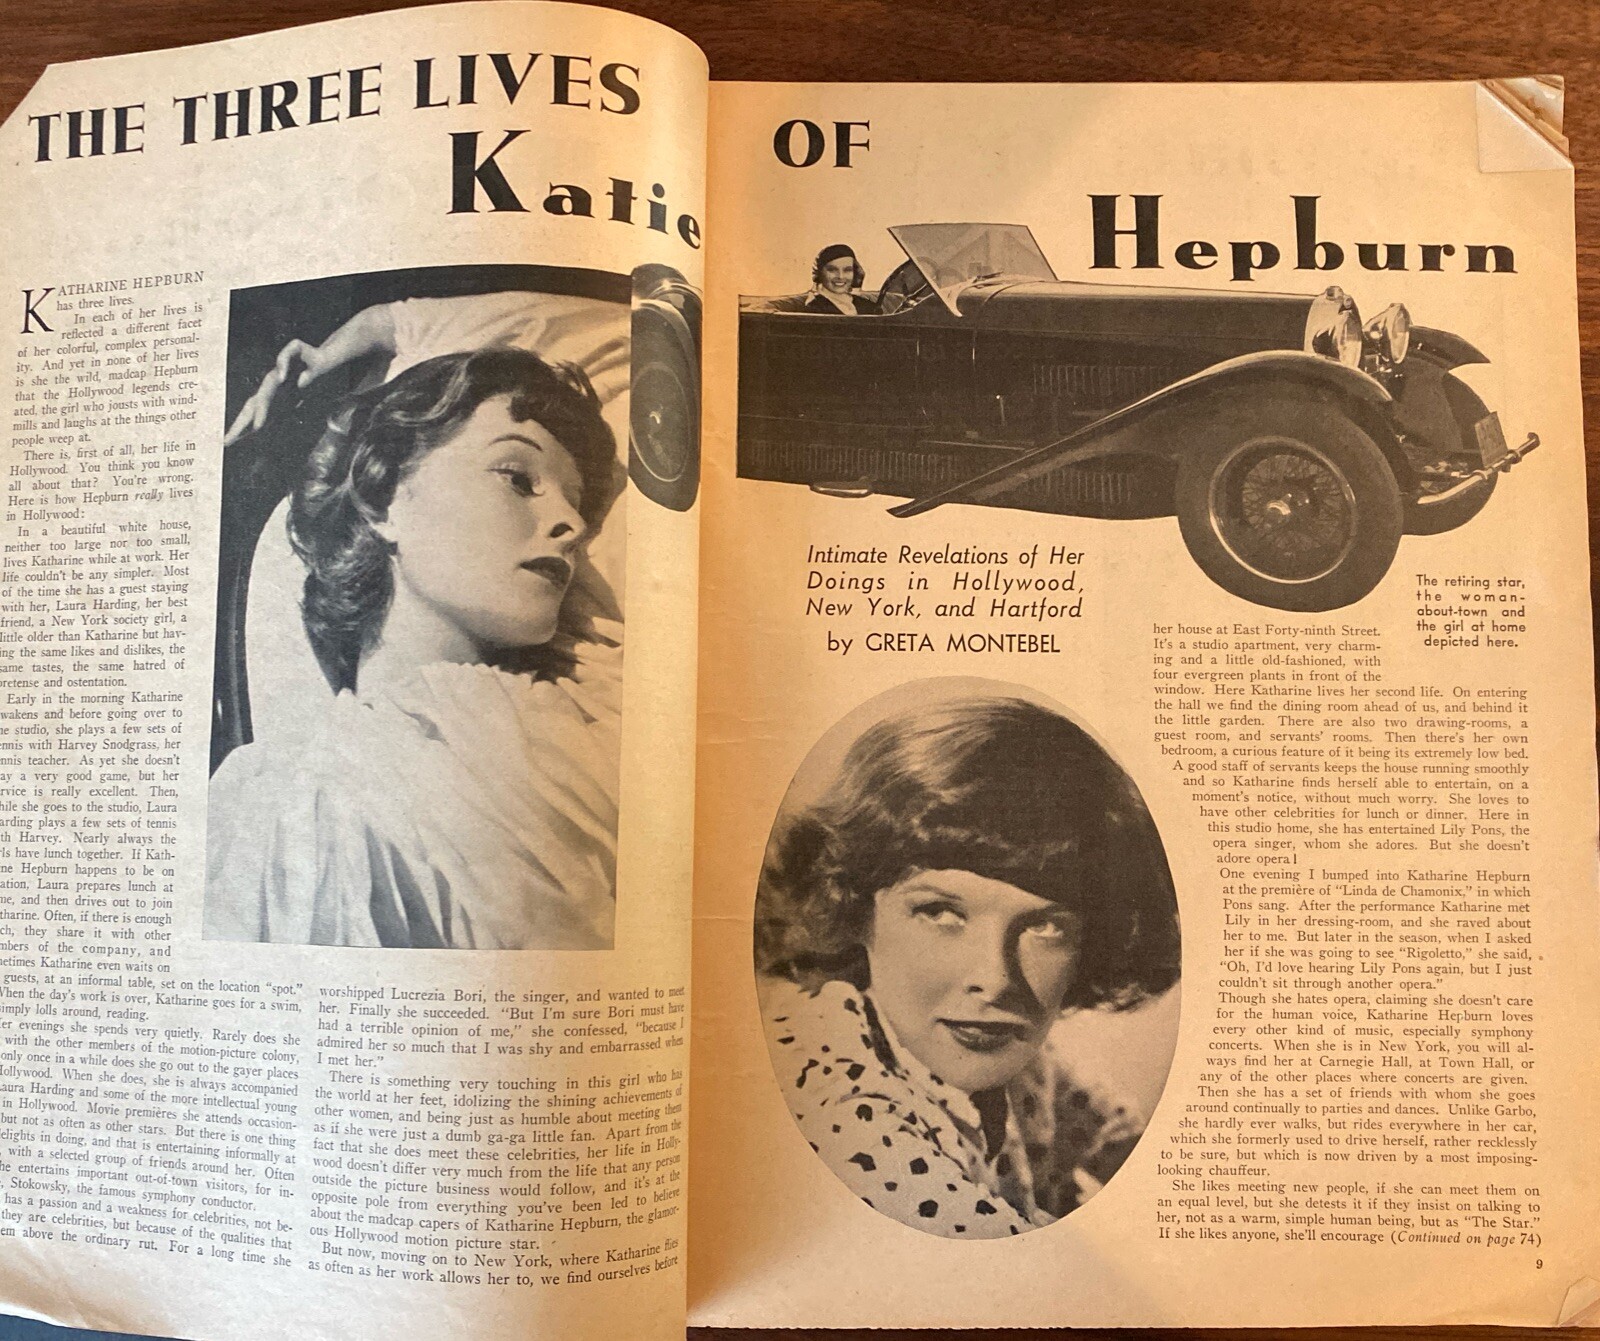 THE THREE LIVES OF
Katie Hepburn
KATHARINE HEPBURN
has three lives.
In each of her lives is
reflected a different facet
of her colorful, complex personal-
ity. And yet in none of her lives
is she the wild, madcap Hepburn
that the Hollywood legends cre-
ated, the girl who jousts with wind-
mills and laughs at the things other
people weep at.
There is, first of all, her life in
Hollywood. You think you know
all about that? You're wrong.
Here is how Hepburn really lives
in Hollywood:
In a beautiful white house,
neither too large nor too small,
lives Katharine while at work. Her
life couldn't be any simpler. Most
of the time she has a guest staying
with her, Laura Harding, her best
friend, a New York society girl, a
little older than Katharine but hav-
ing the same likes and dislikes, the
same tastes, the same hatred of
pretense and ostentation.
Early in the morning Katharine
wakens and before going over to
he studio, she plays a few sets of
ennis with Harvey Snodgrass, her
nnis teacher. As yet she doesn't
ay a very good game, but her
rvice is really excellent. Then,
hile she goes to the studio, Laura
arding plays a few sets of tennis
th Harvey. Nearly always the
ls have lunch together. If Kath-
ne Hepburn happens to be on
ation, Laura prepares lunch at
me, and then drives out to join
tharine. Often, if there is enough
ch, they share it with other
mbers of the company, and
netimes Katharine even waits on
guests, at an informal table, set on the location "spot."
When the day's work is over, Katharine goes for a swim,
simply lolls around, reading.
er evenings she spends very quietly. Rarely does she
with the other members of the motion-picture colony,
only once in a while does she go out to the gayer places
Hollywood. When she does, she is always accompanied
Laura Harding and some of the more intellectual young
in Hollywood. Movie premières she attends occasion-
but not as often as other stars. But there is one thing
elights in doing, and that is entertaining informally at
with a selected group of friends around her. Often
he entertains important out-of-town visitors, for in-
Stokowsky, the famous symphony conductor.
has a passion and a weakness for celebrities, not be-
they are celebrities, but because of the qualities that
em above the ordinary rut. For a long time she
worshipped Lucrezia Bori, the singer, and wanted to meet
her. Finally she succeeded. "But I'm sure Bori must have
had a terrible opinion of me," she confessed, "because I
admired her so much that I was shy and embarrassed when
I met her."
There is something very touching in this girl who has
the world at her feet, idolizing the shining achievements of
other women, and being just as humble about meeting them
as if she were just a dumb ga-ga little fan. Apart from the
fact that she does meet these celebrities, her life in Holly-
wood doesn't differ very much from the life that any person
outside the picture business would follow, and it's at the
opposite pole from everything you've been led to believe
about the madcap capers of Katharine Hepburn, the glamor-
ous Hollywood motion picture star.
But now, moving on to New York, where Katharine flies
as often as her work allows her to, we find ourselves before
Intimate Revelations of Her
Doings in Hollywood,
New York, and Hartford
by GRETA MONTEBEL
The retiring star,
the woman-
about-town and
the girl at home
depicted here.
her house at East Forty-ninth Street.
It's a studio apartment, very charm-
ing and a little old-fashioned, with
four evergreen plants in front of the
window. Here Katharine lives her second life. On entering
the hall we find the dining room ahead of us, and behind it
the little garden. There are also two drawing-rooms, a
guest room, and servants' rooms. Then there's her own
bedroom, a curious feature of it being its extremely low bed.
A good staff of servants keeps the house running smoothly
and so Katharine finds herself able to entertain, on a
moment's notice, without much worry. She loves to
have other celebrities for lunch or dinner. Here in
this studio home, she has entertained Lily Pons, the
opera singer, whom she adores. But she doesn't
adore opera!
One evening I bumped into Katharine Hepburn
at the première of "Linda de Chamonix," in which
Pons sang. After the performance Katharine met
Lily in her dressing-room, and she raved about
her to me. But later in the season, when I asked
her if she was going to see "Rigoletto," she said,
"Oh, I'd love hearing Lily Pons again, but I just
couldn't sit through another opera."
Though she hates opera, claiming she doesn't care
for the human voice, Katharine Hepburn loves
every other kind of music, especially symphony
concerts. When she is in New York, you will al-
ways find her at Carnegie Hall, at Town Hall, or
any of the other places where concerts are given.
Then she has a set of friends with whom she goes
around continually to parties and dances. Unlike Garbo,
she hardly ever walks, but rides everywhere in her car,
which she formerly used to drive herself, rather recklessly
to be sure, but which is now driven by a most imposing-
looking chauffeur.
She likes meeting new people, if she can meet them on
an equal level, but she detests it if they insist on talking to
her, not as a warm, simple human being, but as "The Star."
If she likes anyone, she'll encourage (Continued on page 74)
9